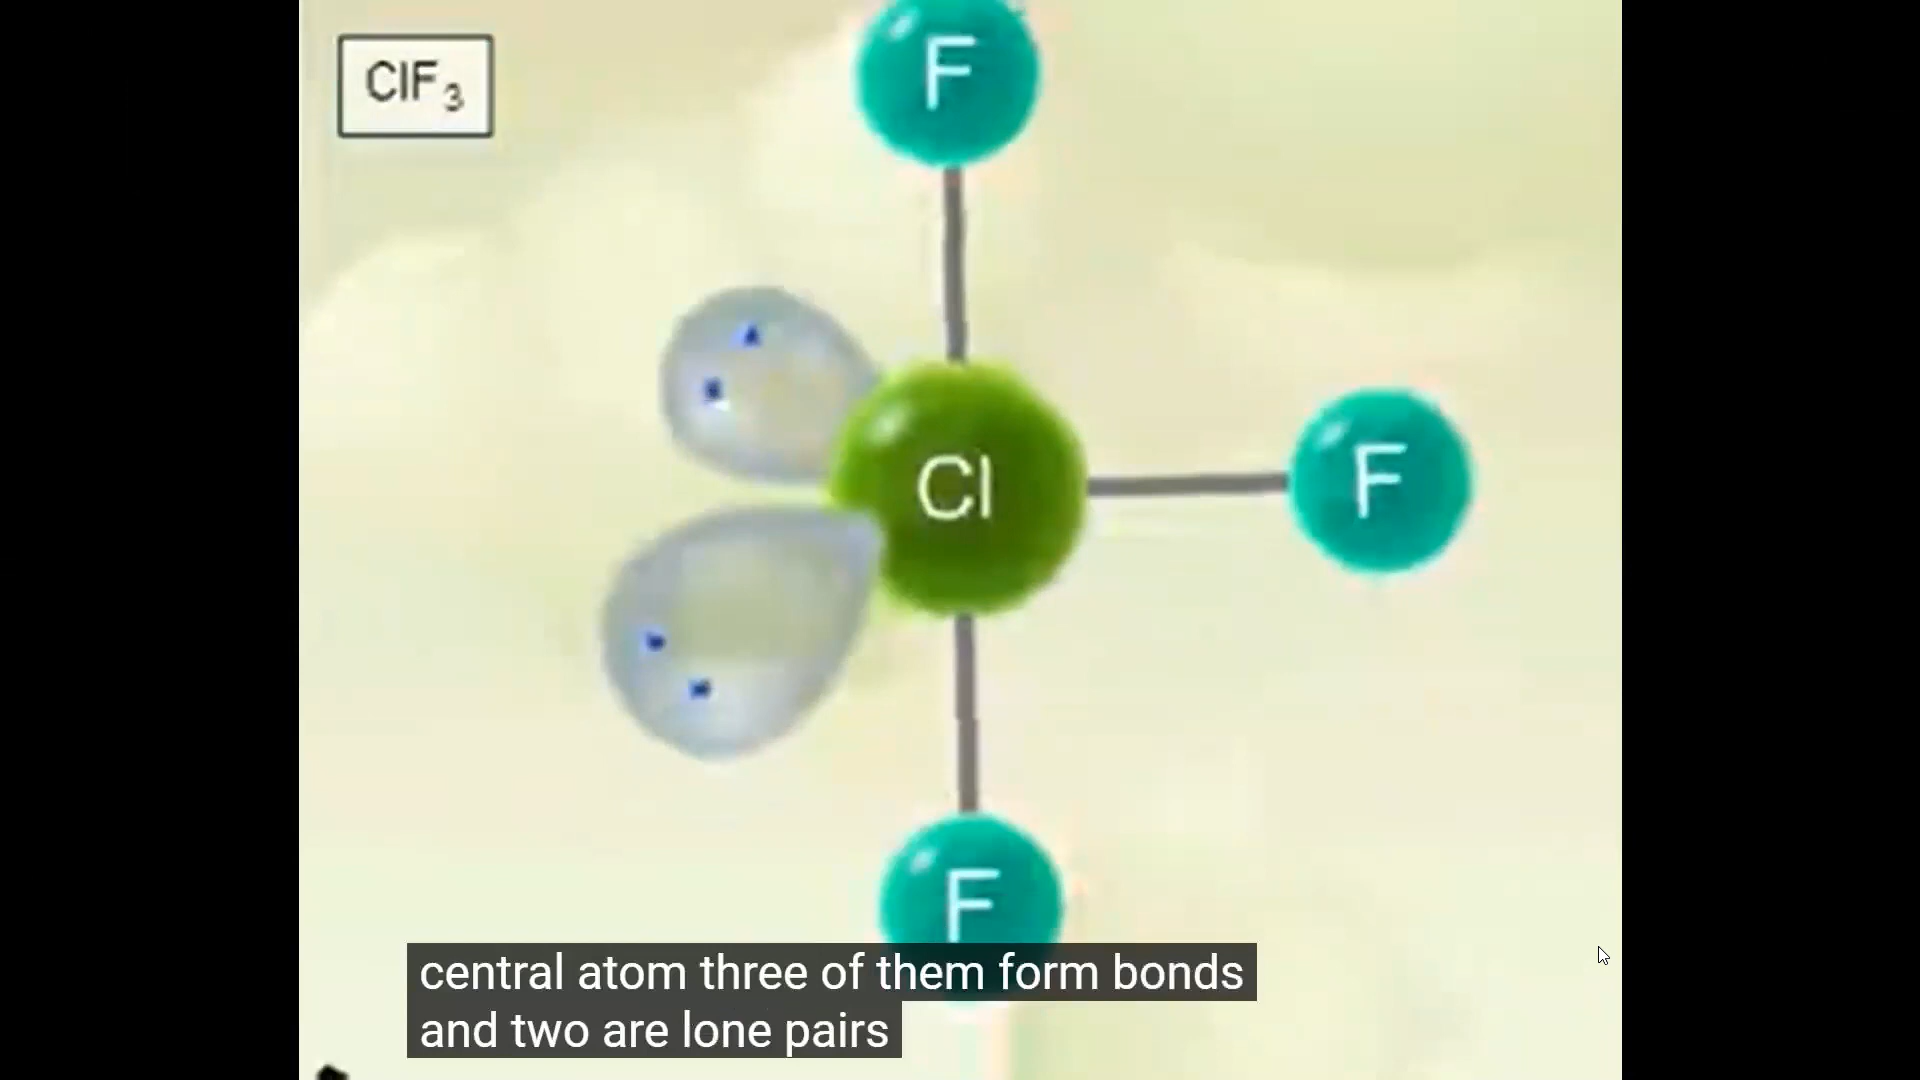 ClF3
F
Cl
F
F
central atom three of them form bonds
and two are lone pairs